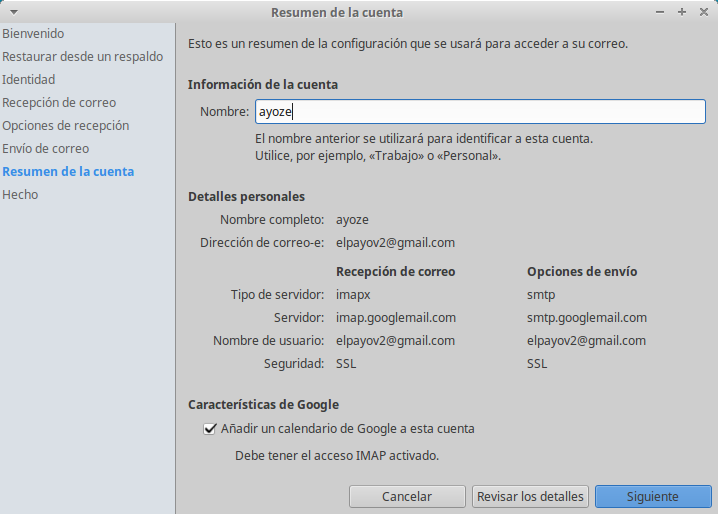 Resumen de la cuenta
Bienvenido
Restaurar desde un respaldo
Identidad
Recepción de correo
Opciones de recepción
Envío de correo
Resumen de la cuenta
Hecho
Esto es un resumen de la configuración que se usará para acceder a su correo.
Información de la cuenta
Nombre: ayoze
El nombre anterior se utilizará para identificar a esta cuenta.
Utilice, por ejemplo, «Trabajo» o «Personal».
Detalles personales
Nombre completo: ayoze
Dirección de correo-e: elpayov2@gmail.com
Recepción de correo Opciones de envío
Tipo de servidor: imapx smtp
Servidor: imap.googlemail.com smtp.googlemail.com
Nombre de usuario: elpayov2@gmail.com elpayov2@gmail.com
Seguridad: SSL SSL
Características de Google
Añadir un calendario de Google a esta cuenta
Debe tener el acceso IMAP activado.
Cancelar Revisar los detalles Siguiente